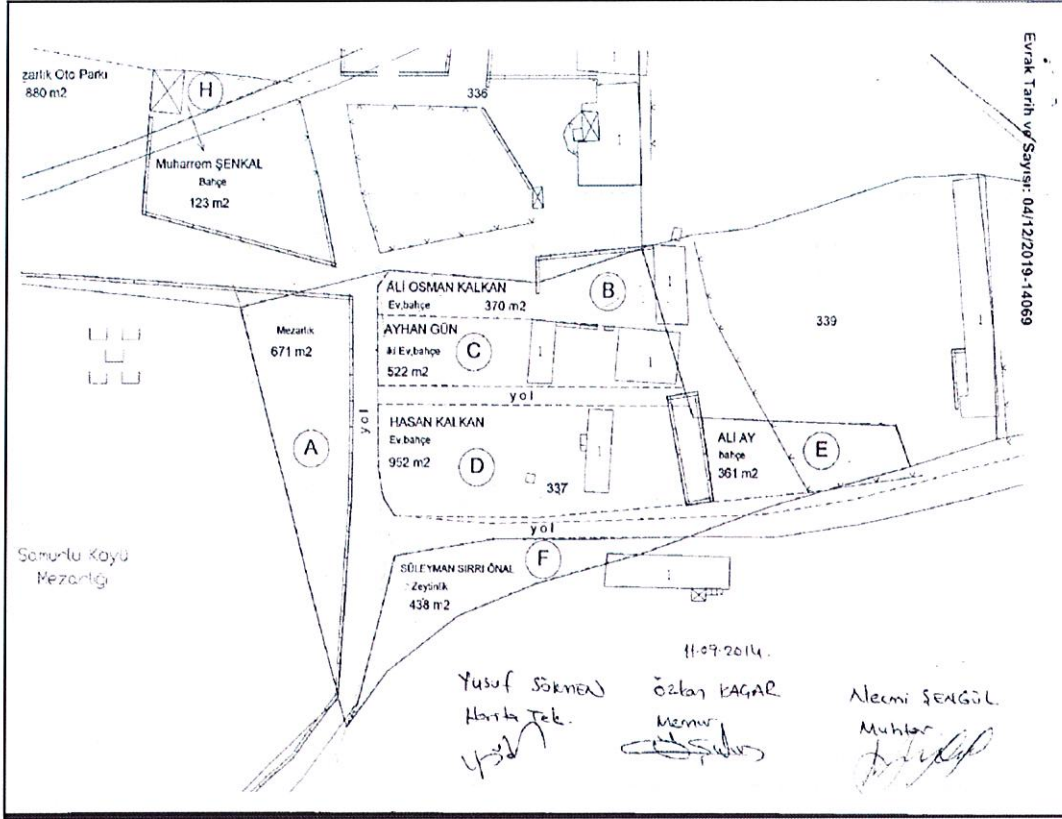 Evrak Tarih ve Sayısı: 04/12/2019-14069
zarlık Oto Parkı
880 m2
H
Muharrem ŞENKAL
Bahçe
123 m2
336
ALİ OSMAN KALKAN
Ev,bahçe 370 m2
B
AYHAN GÜN
iki Ev,bahçe
522 m2
C
339
Mezarlık
671 m2
A
yol
yol
HASAN KALKAN
Ev.bahçe
952 m2
D
337
ALİ AY
bahçe
361 m2
E
yol
SÜLEYMAN SIRRI ÖNAL
Zeytinlik
438 m2
F
Mezarlığı
11.09.2014.
Yusuf SÖKMEN
Harita Tek.
Özkan KAÇAR
Memur
Necmi ŞENGÜL
Muhtar